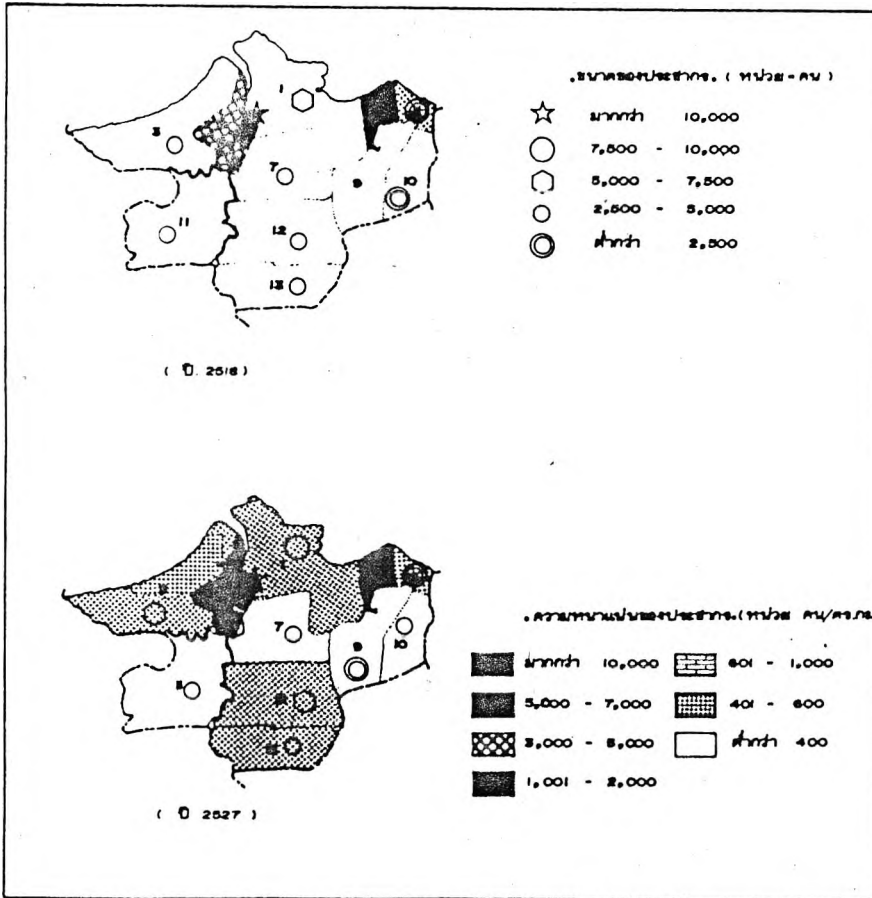 .ขนาดของประชากร. ( หน่วย - คน )
มากกว่า 10,000
7,500 - 10,000
5,000 - 7,500
2,500 - 5,000
ต่ำกว่า 2,500
1
3
7
9
10
11
12
13
( ปี. 2518 )
.ความหนาแน่นของประชากร.(หน่วย คน/ตร.กม
มากกว่า 10,000
601 - 1,000
5,000 - 7,000
401 - 600
3,000 - 5,000
ต่ำกว่า 400
1,001 - 2,000
7
9
10
( ปี 2527 )